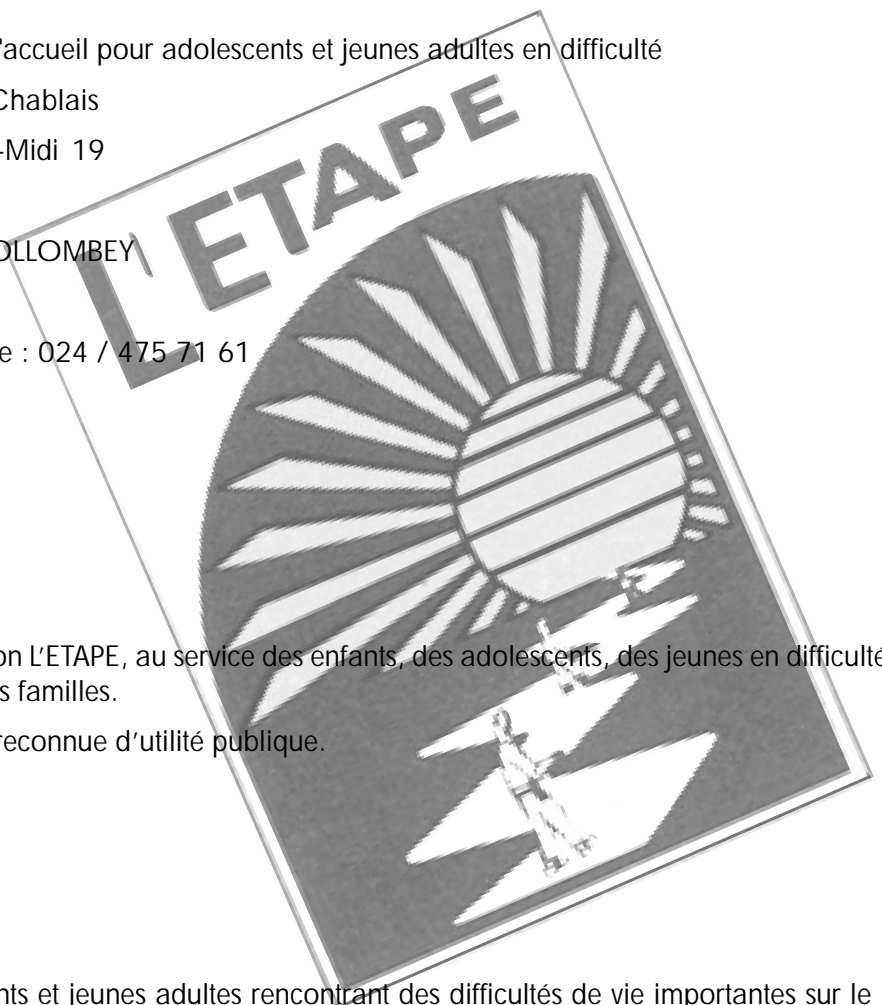 'accueil pour adolescents et jeunes adultes en difficulté
Chablais
-Midi 19
L'ETAPE
OLLOMBEY
e : 024 / 475 71 61
on L'ETAPE, au service des enfants, des adolescents, des jeunes en difficulté
s familles.
reconnue d'utilité publique.
nts et jeunes adultes rencontrant des difficultés de vie importantes sur le